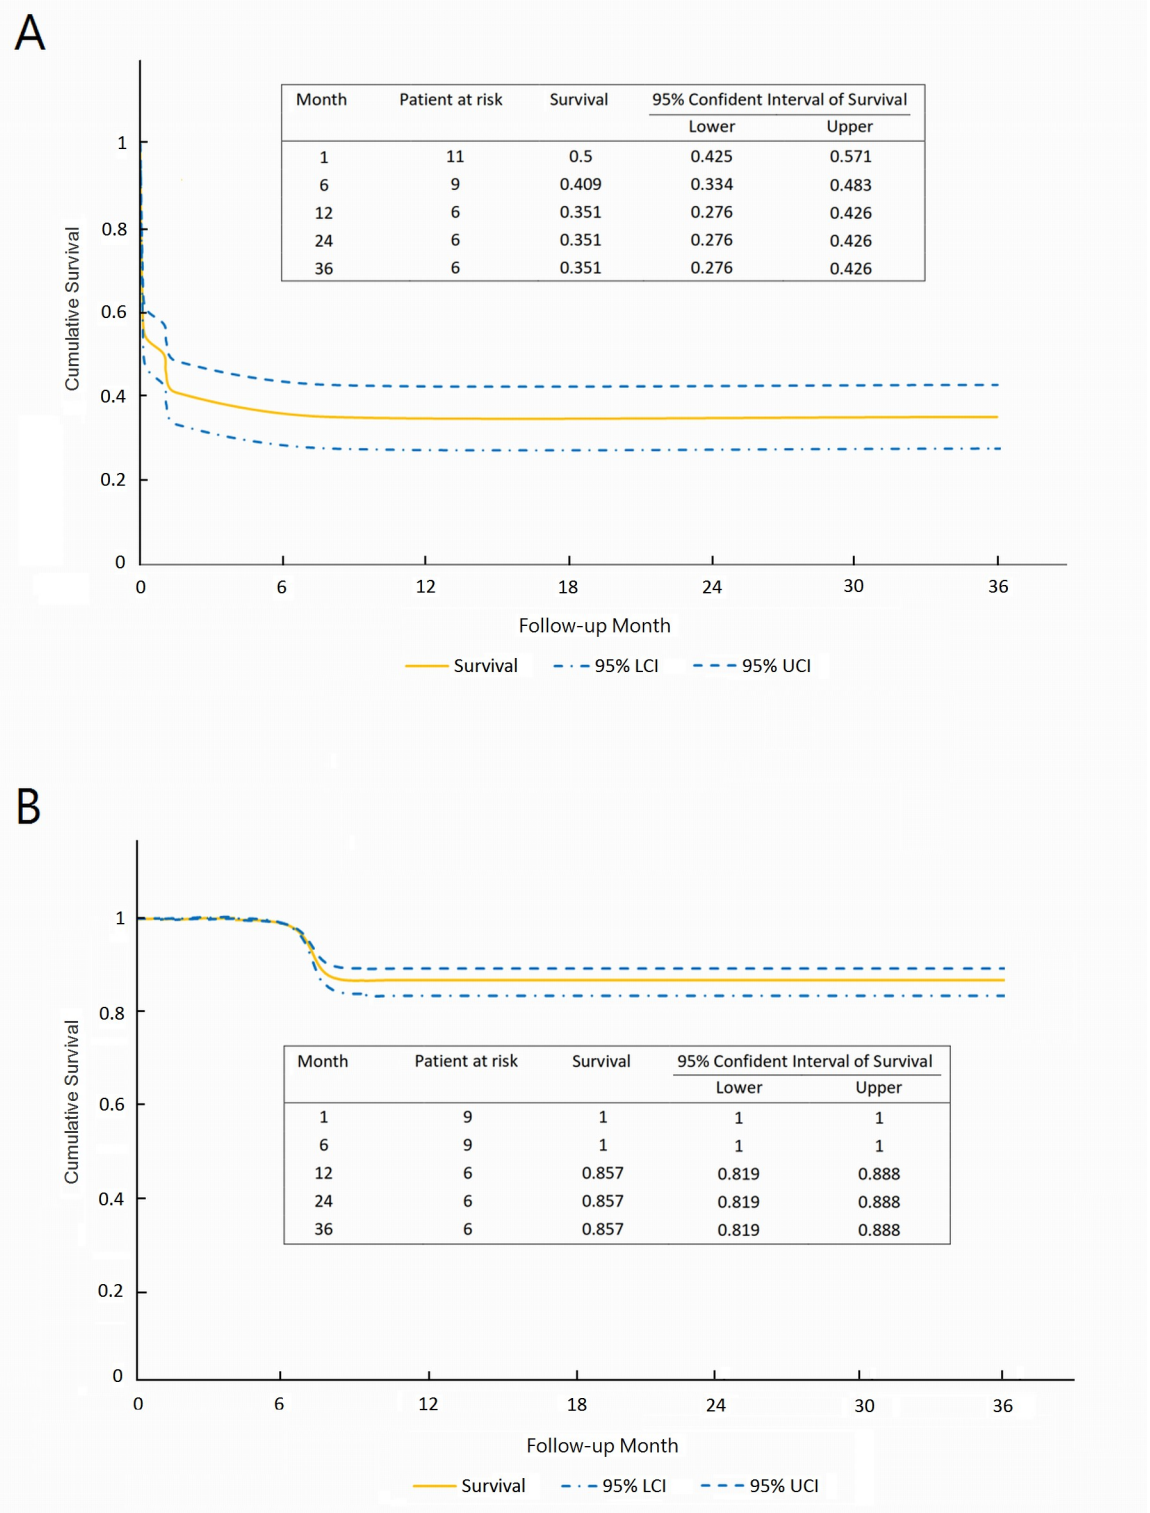 A
Month Patient at risk Survival 95% Confident Interval of Survival
Lower Upper
1 11 0.5 0.425 0.571
6 9 0.409 0.334 0.483
12 6 0.351 0.276 0.426
24 6 0.351 0.276 0.426
36 6 0.351 0.276 0.426
Cumulative Survival
1
0.8
0.6
0.4
0.2
0
0 6 12 18 24 30 36
Follow-up Month
Survival 95% LCI 95% UCI
B
Cumulative Survival
1
0.8
0.6
0.4
0.2
0
Month Patient at risk Survival 95% Confident Interval of Survival
Lower Upper
1 9 1 1 1
6 9 1 1 1
12 6 0.857 0.819 0.888
24 6 0.857 0.819 0.888
36 6 0.857 0.819 0.888
0 6 12 18 24 30 36
Follow-up Month
Survival 95% LCI 95% UCI